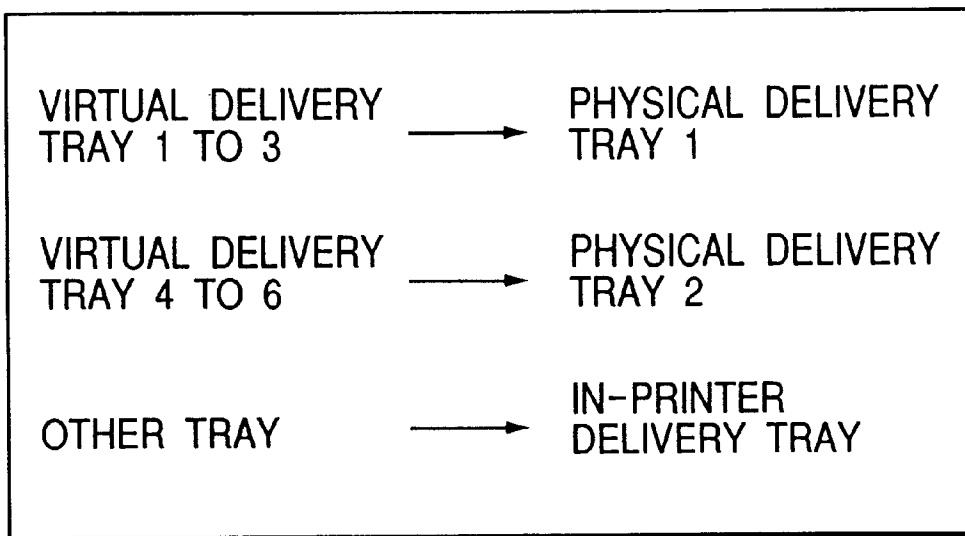 VIRTUAL DELIVERY
TRAY 1 TO 3
PHYSICAL DELIVERY
TRAY 1
VIRTUAL DELIVERY
TRAY 4 TO 6
PHYSICAL DELIVERY
TRAY 2
OTHER TRAY
IN-PRINTER
DELIVERY TRAY